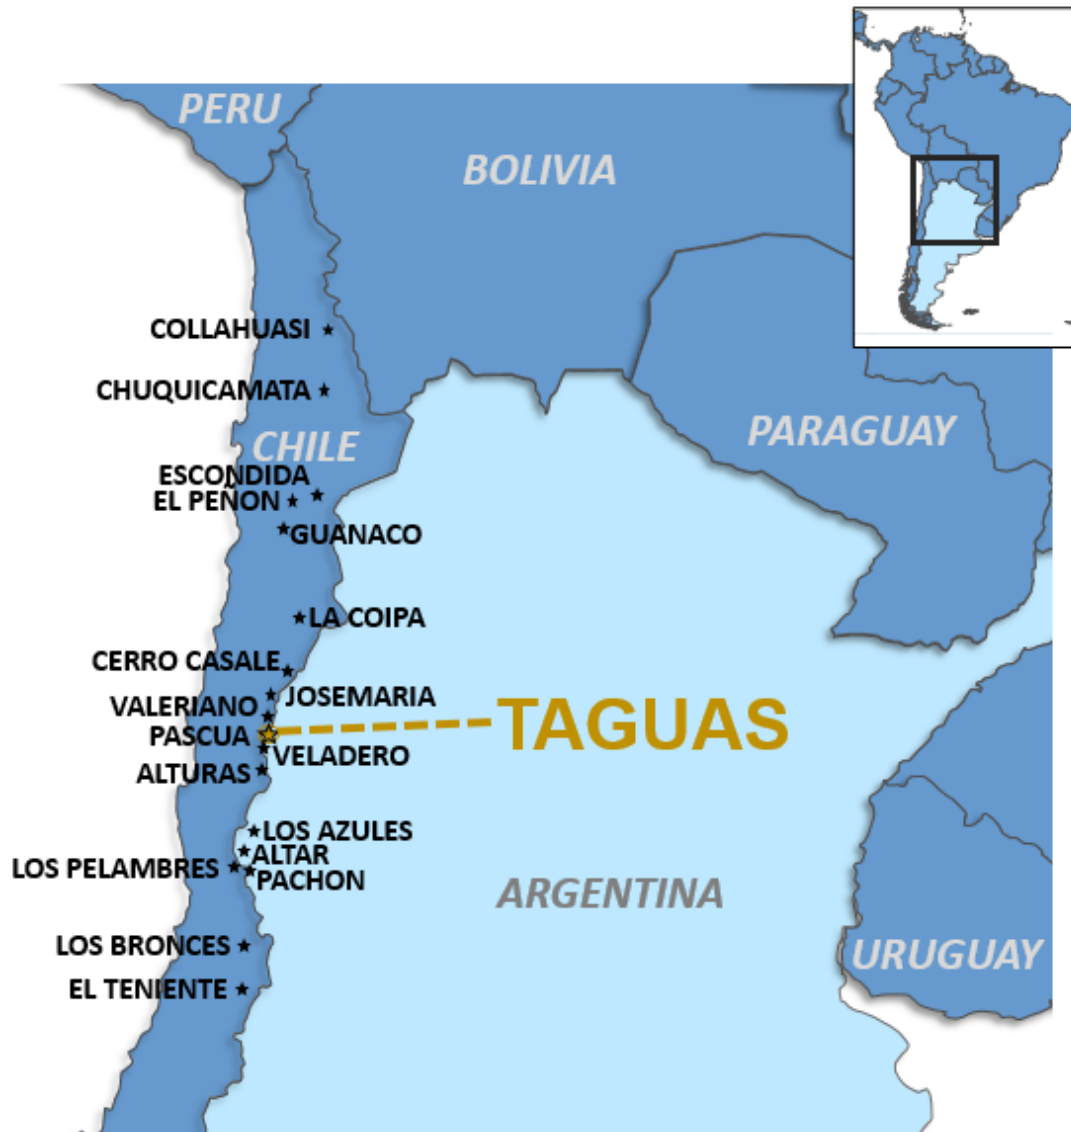 PERU
BOLIVIA
COLLAHUASI
CHUQUICAMATA
PARAGUAY
CHILE
ESCONDIDA
EL PEÑON
GUANACO
LA COIPA
CERRO CASALE
JOSEMARIA
VALERIANO
TAGUAS
PASCUA
VELADERO
ALTURAS
LOS AZULES
ALTAR
LOS PELAMBRES
PACHON
ARGENTINA
LOS BRONCES
URUGUAY
EL TENIENTE